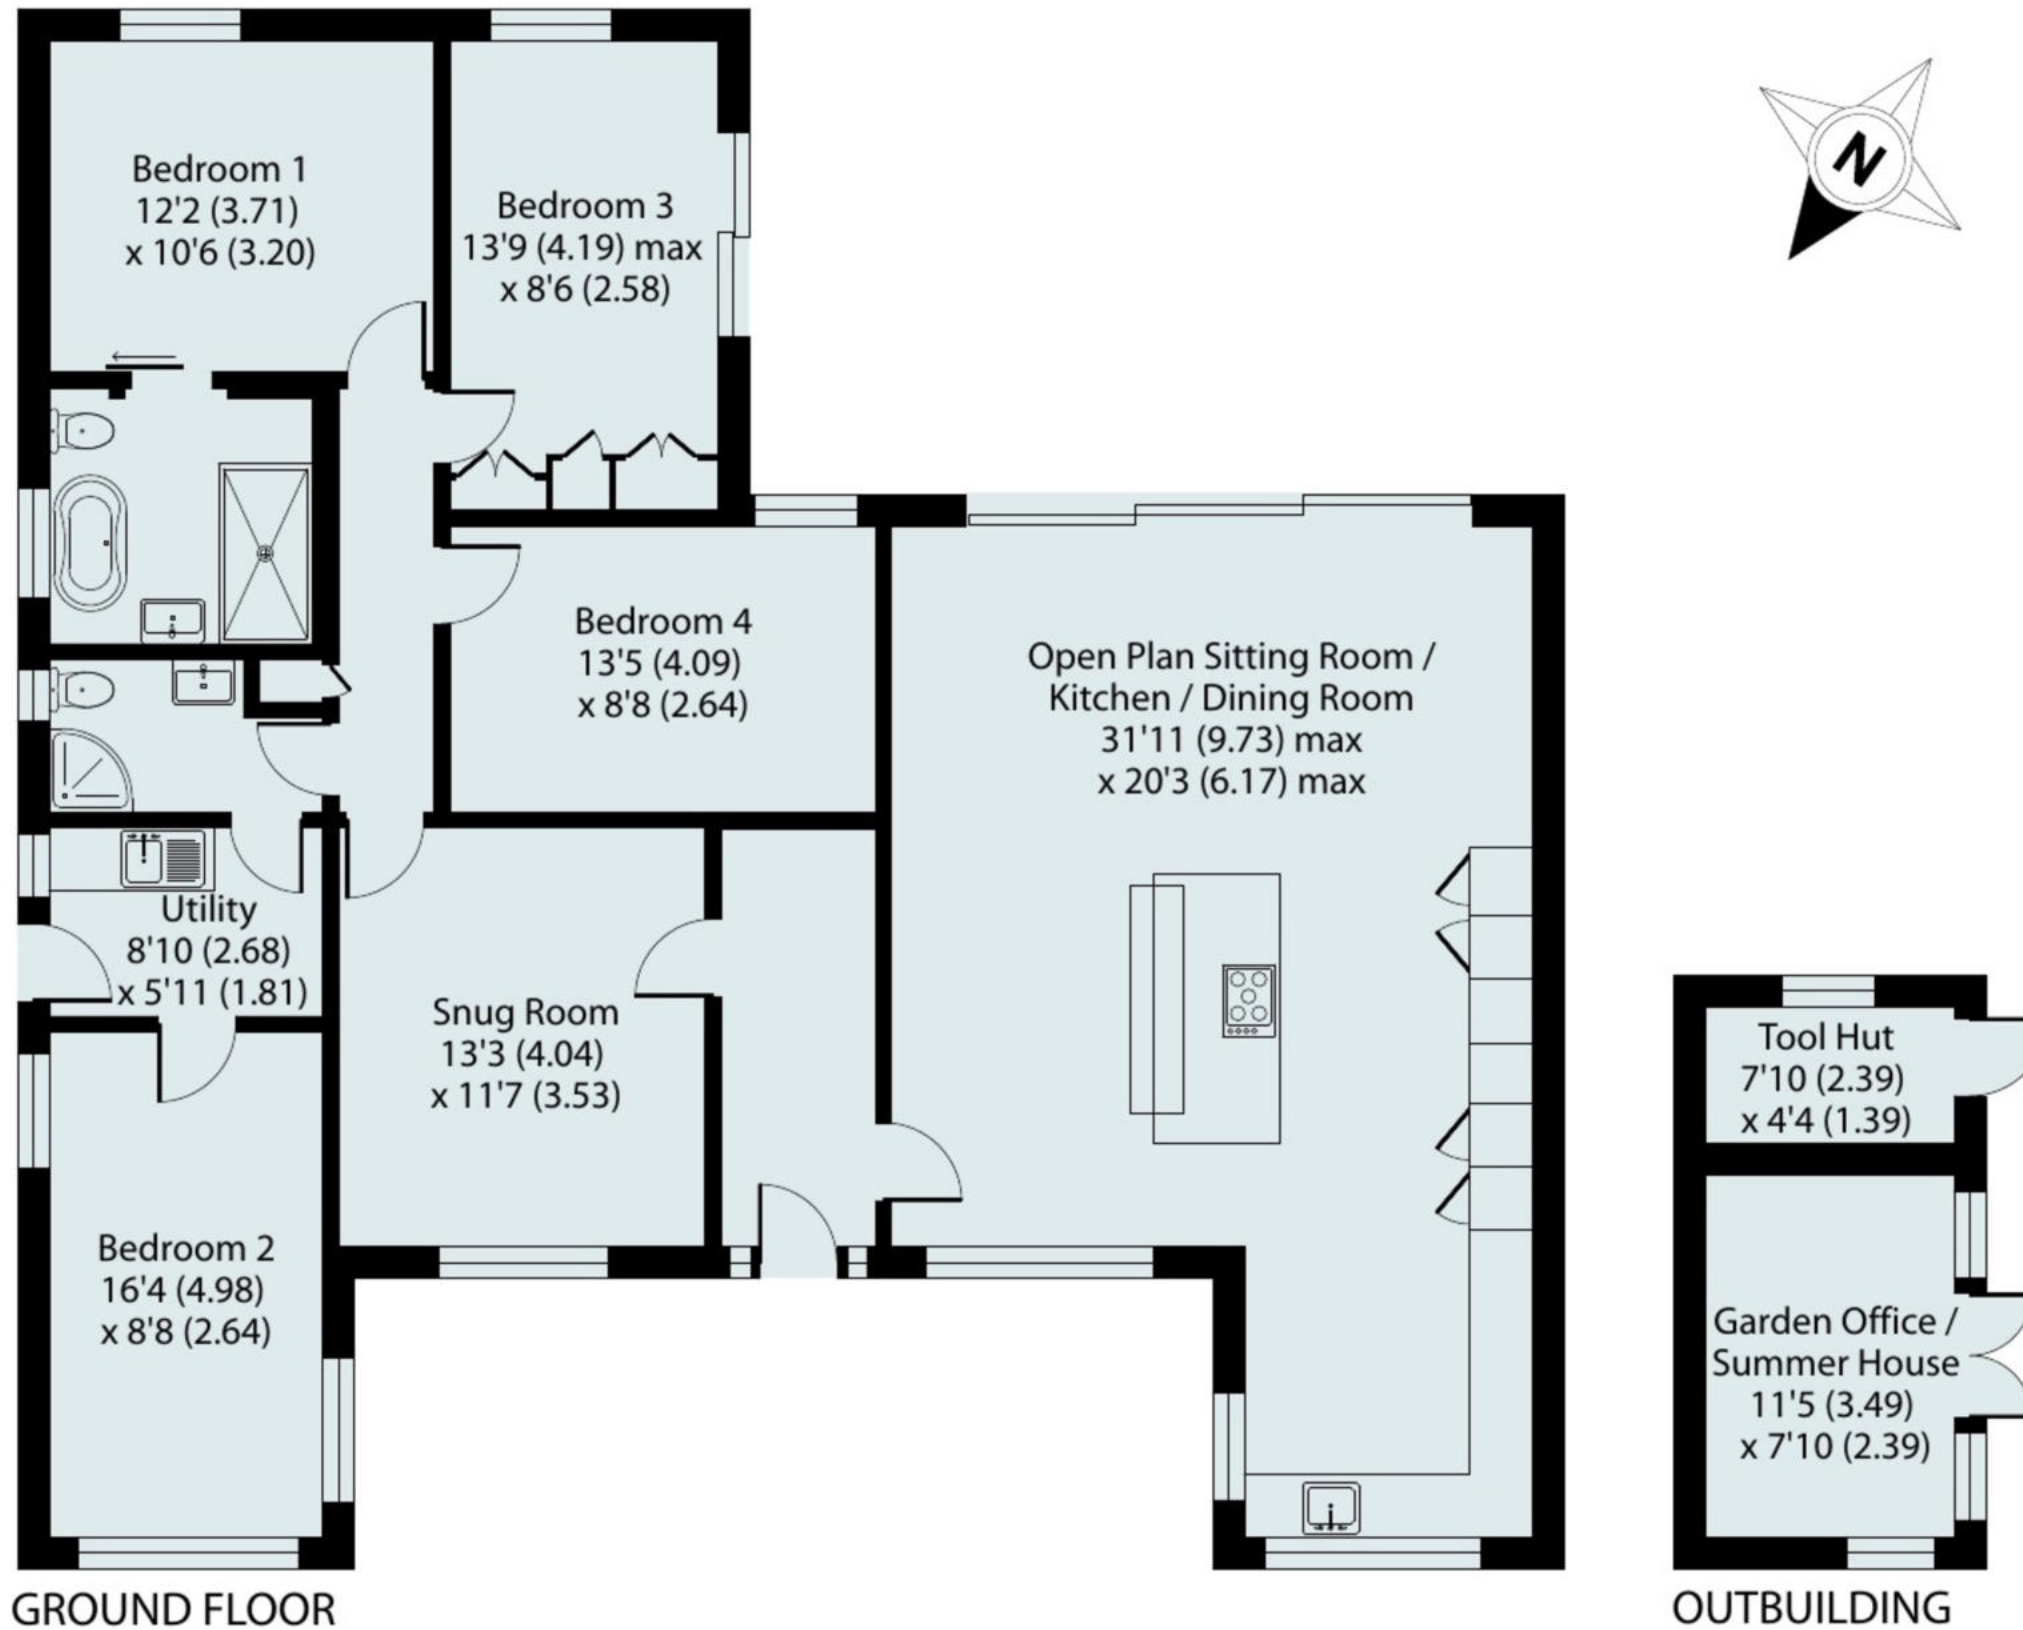 Bedroom 1
12'2 (3.71)
x 10'6 (3.20)
Bedroom 3
13'9 (4.19) max
x 8'6 (2.58)
N
Bedroom 4
13'5 (4.09)
x 8'8 (2.64)
Open Plan Sitting Room /
Kitchen / Dining Room
31'11 (9.73) max
x 20'3 (6.17) max
Utility
8'10 (2.68)
x 5'11 (1.81)
Snug Room
13'3 (4.04)
x 11'7 (3.53)
Bedroom 2
16'4 (4.98)
x 8'8 (2.64)
Tool Hut
7'10 (2.39)
x 4'4 (1.39)
Garden Office /
Summer House
11'5 (3.49)
x 7'10 (2.39)
GROUND FLOOR
OUTBUILDING